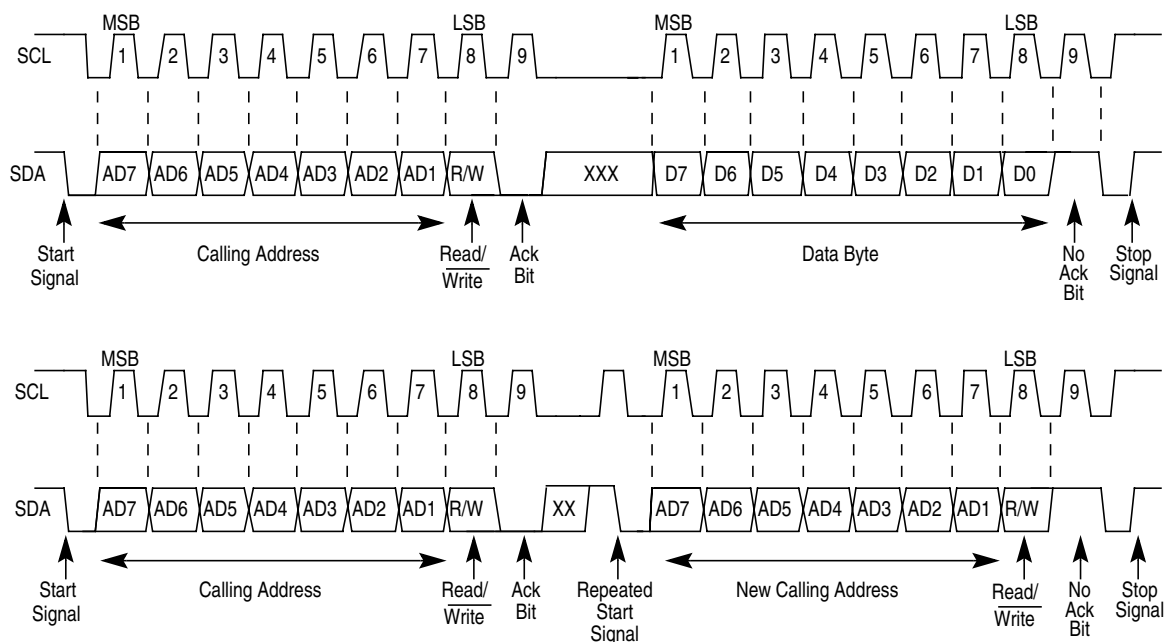 MSB LSB MSB LSB
SCL 1 2 3 4 5 6 7 8 9 1 2 3 4 5 6 7 8 9
SDA AD7 AD6 AD5 AD4 AD3 AD2 AD1 R/W XXX D7 D6 D5 D4 D3 D2 D1 D0
Start
Signal
Calling Address
Read/
Write
Ack
Bit
Data Byte
No
Ack
Bit
Stop
Signal
MSB LSB MSB LSB
SCL 1 2 3 4 5 6 7 8 9 1 2 3 4 5 6 7 8 9
SDA AD7 AD6 AD5 AD4 AD3 AD2 AD1 R/W XX AD7 AD6 AD5 AD4 AD3 AD2 AD1 R/W
Start
Signal
Calling Address
Read/
Write
Ack
Bit
Repeated
Start
Signal
New Calling Address
Read/
Write
No
Ack
Bit
Stop
Signal